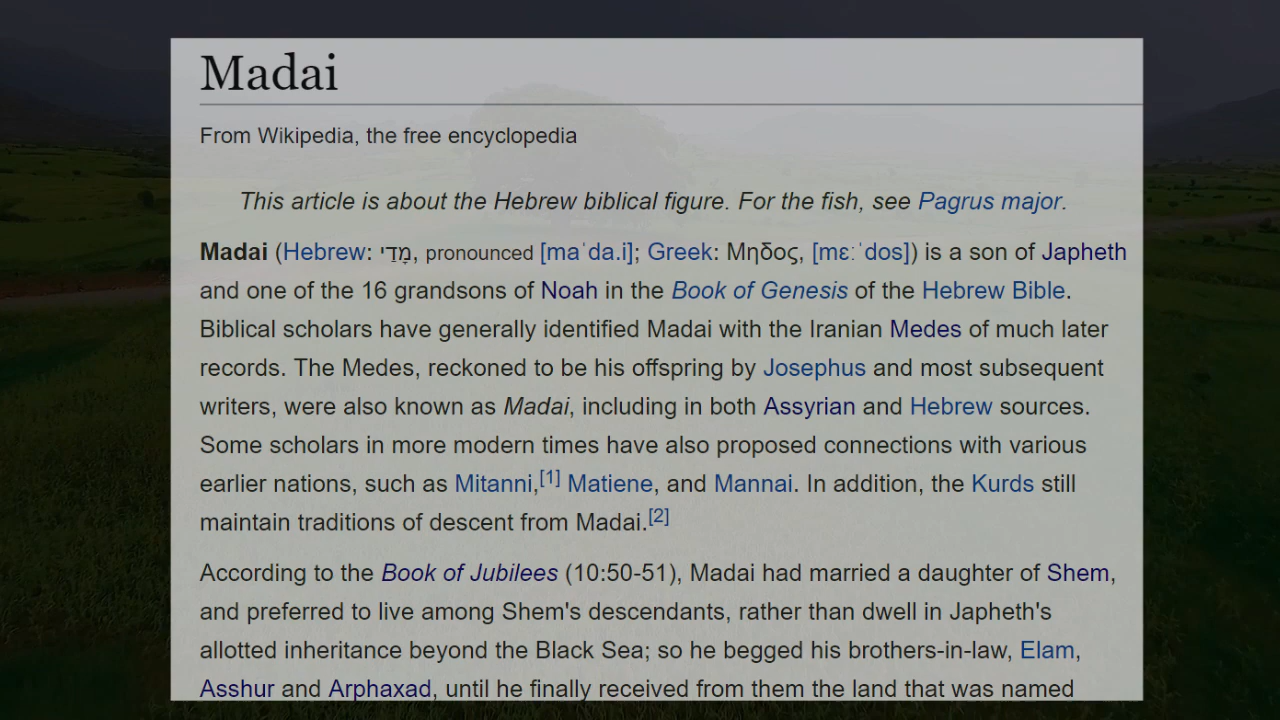 Madai
From Wikipedia, the free encyclopedia
This article is about the Hebrew biblical figure. For the fish, see Pagrus major.
Madai (Hebrew: מָדַי, pronounced [maˈda.i]; Greek: Μηδος, [mɛːˈdos]) is a son of Japheth
and one of the 16 grandsons of Noah in the Book of Genesis of the Hebrew Bible.
Biblical scholars have generally identified Madai with the Iranian Medes of much later
records. The Medes, reckoned to be his offspring by Josephus and most subsequent
writers, were also known as Madai, including in both Assyrian and Hebrew sources.
Some scholars in more modern times have also proposed connections with various
earlier nations, such as Mitanni,[1] Matiene, and Mannai. In addition, the Kurds still
maintain traditions of descent from Madai.[2]
According to the Book of Jubilees (10:50-51), Madai had married a daughter of Shem,
and preferred to live among Shem's descendants, rather than dwell in Japheth's
allotted inheritance beyond the Black Sea; so he begged his brothers-in-law, Elam,
Asshur and Arphaxad, until he finally received from them the land that was named